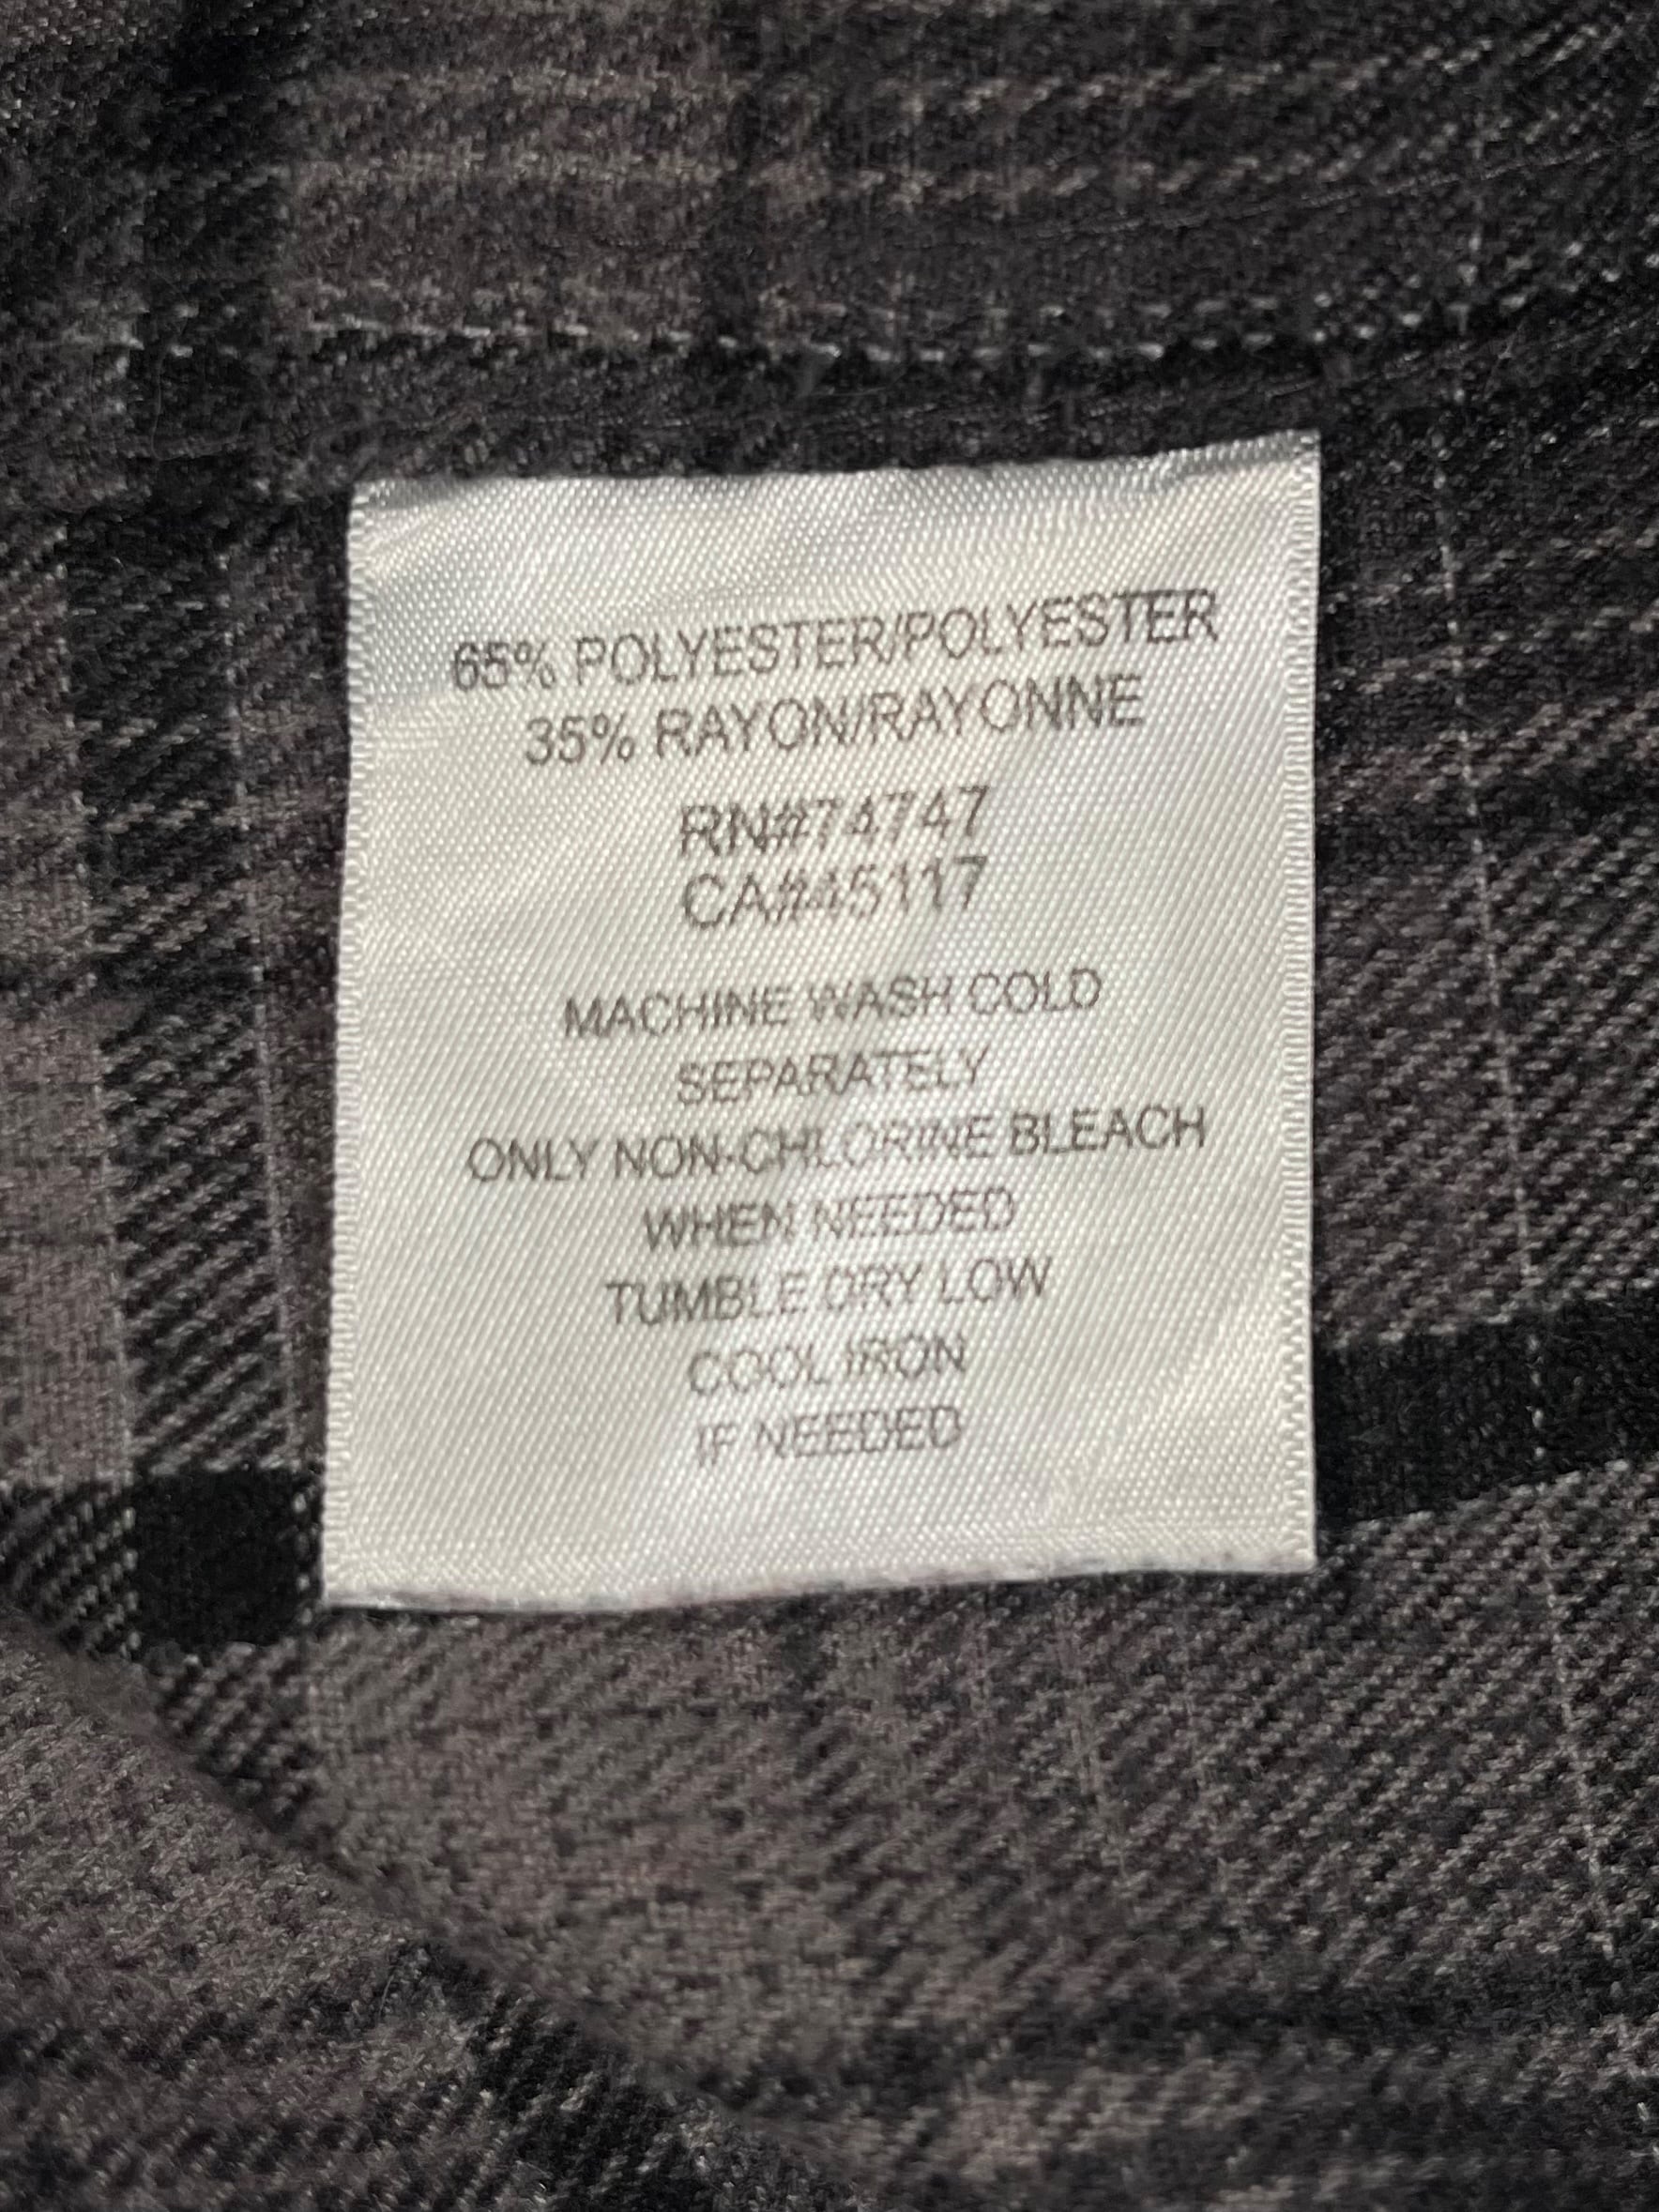 65% POLYESTER/POLYESTER
35% RAYON/RAYONNE
RN#74747
CA#45117
MACHINE WASH COLD
SEPARATELY
ONLY NON-CHLORINE BLEACH
WHEN NEEDED
TUMBLE DRY LOW
COOL IRON
IF NEEDED